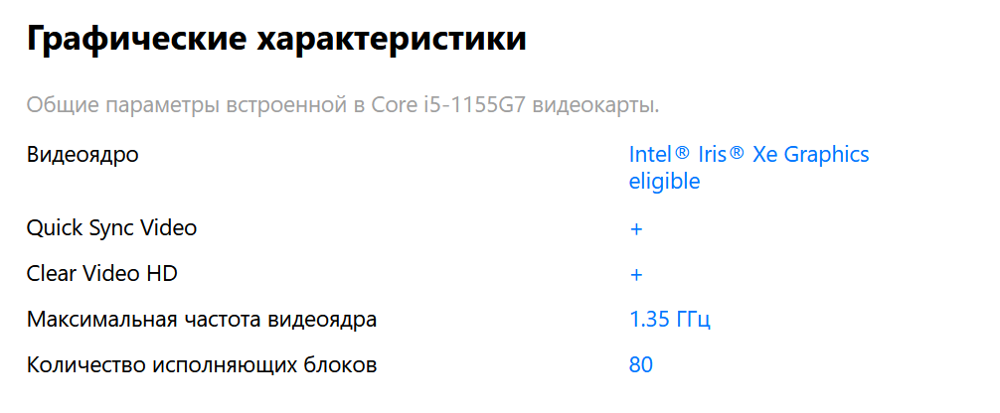 Графические характеристики
Общие параметры встроенной в Core i5-1155G7 видеокарты.
Видеоядро Intel® Iris® Xe Graphics
eligible
Quick Sync Video +
Clear Video HD +
Максимальная частота видеоядра 1.35 ГГц
Количество исполняющих блоков 80